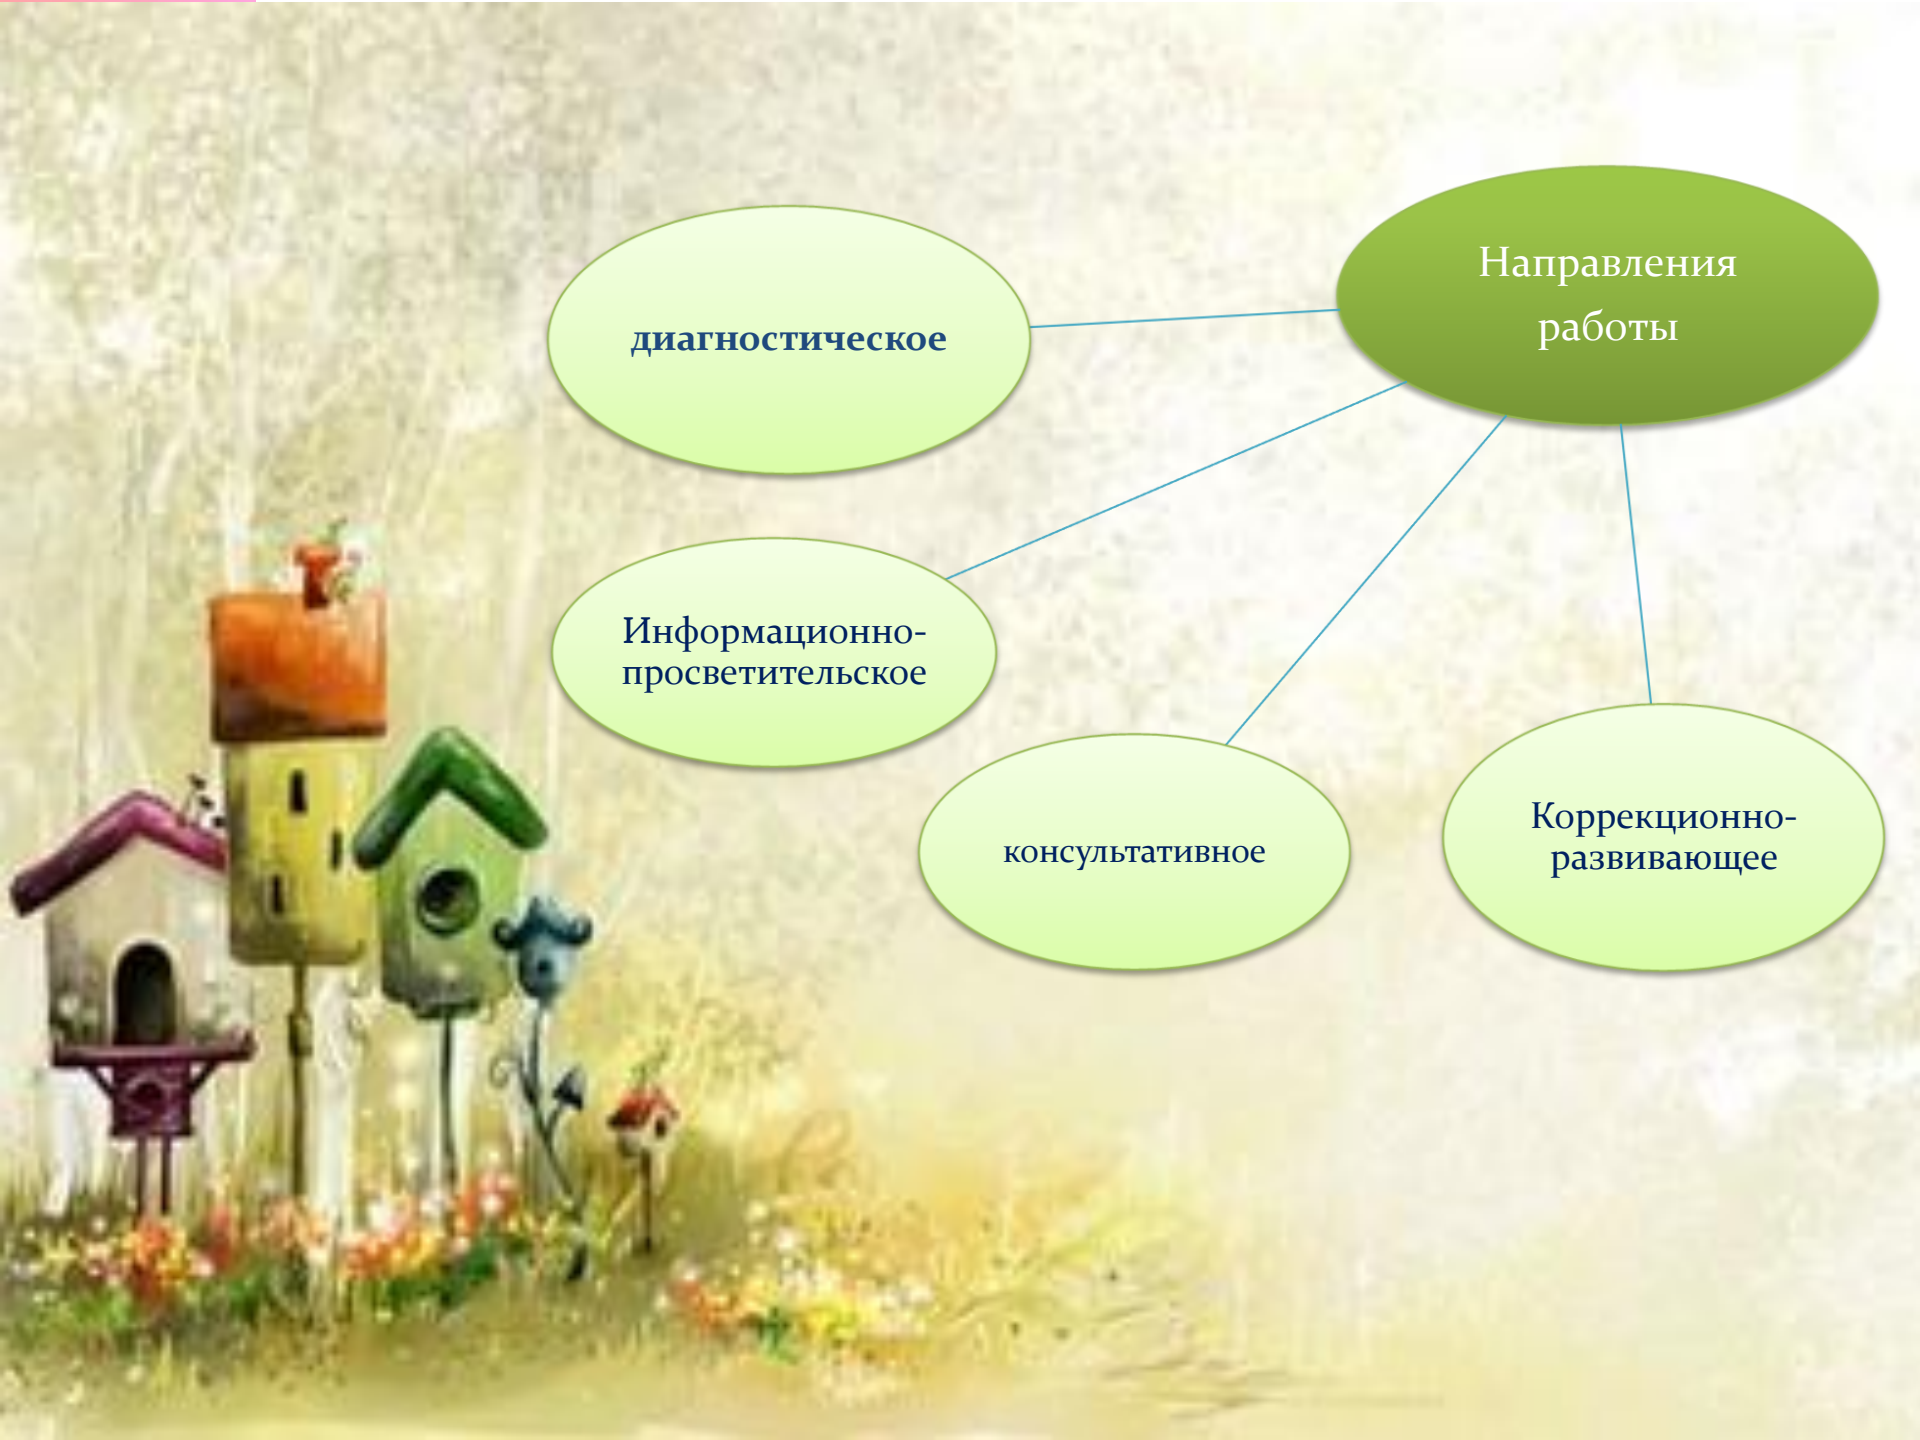 Направления
работы
диагностическое
Информационно-
просветительское
консультативное
Коррекционно-
развивающее